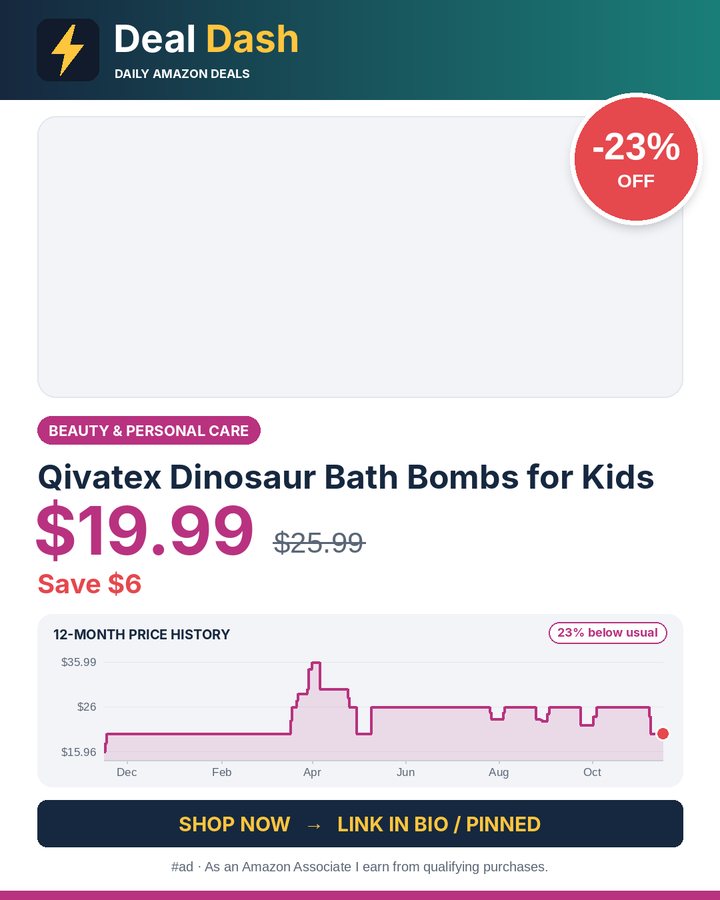 Deal Dash
DAILY AMAZON DEALS
-23%
OFF
BEAUTY & PERSONAL CARE
Qivatex Dinosaur Bath Bombs for Kids
$19.99 $25.99
Save $6
12-MONTH PRICE HISTORY
23% below usual
$35.99
$26
$15.96
Dec Feb Apr Jun Aug Oct
SHOP NOW → LINK IN BIO / PINNED
#ad · As an Amazon Associate I earn from qualifying purchases.